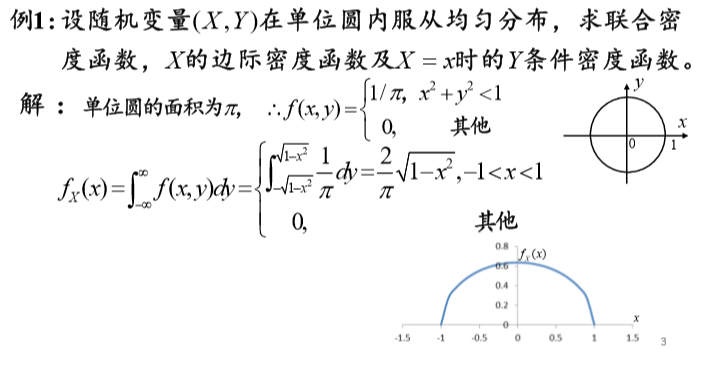 例1:设随机变量(X,Y)在单位圆内服从均匀分布，求联合密
度函数，X的边际密度函数及X = x时的Y条件密度函数。
解 ： 单位圆的面积为π, ∴f(x,y)={1/π, x²+y²<1
0, 其他
y
x
0
1
f_X(x)=∫_{-∞}^{∞} f(x,y)dy={∫_{-√(1-x²)}^{√(1-x²)} 1/π dy=2/π √(1-x²),-1<x<1
0, 其他
0.8
f_X(x)
0.6
0.4
0.2
0
x
-1.5 -1 -0.5 0 0.5 1 1.5
3